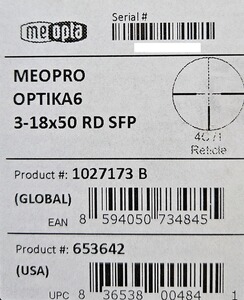 meopta
Serial #
MEOPRO
OPTIKA6
3-18x50 RD SFP
4C/1
Reticle
Product #: 1027173 B
(GLOBAL)
EAN 8 594050 734845
Product #: 653642
(USA)
UPC 8 36538 00484 1